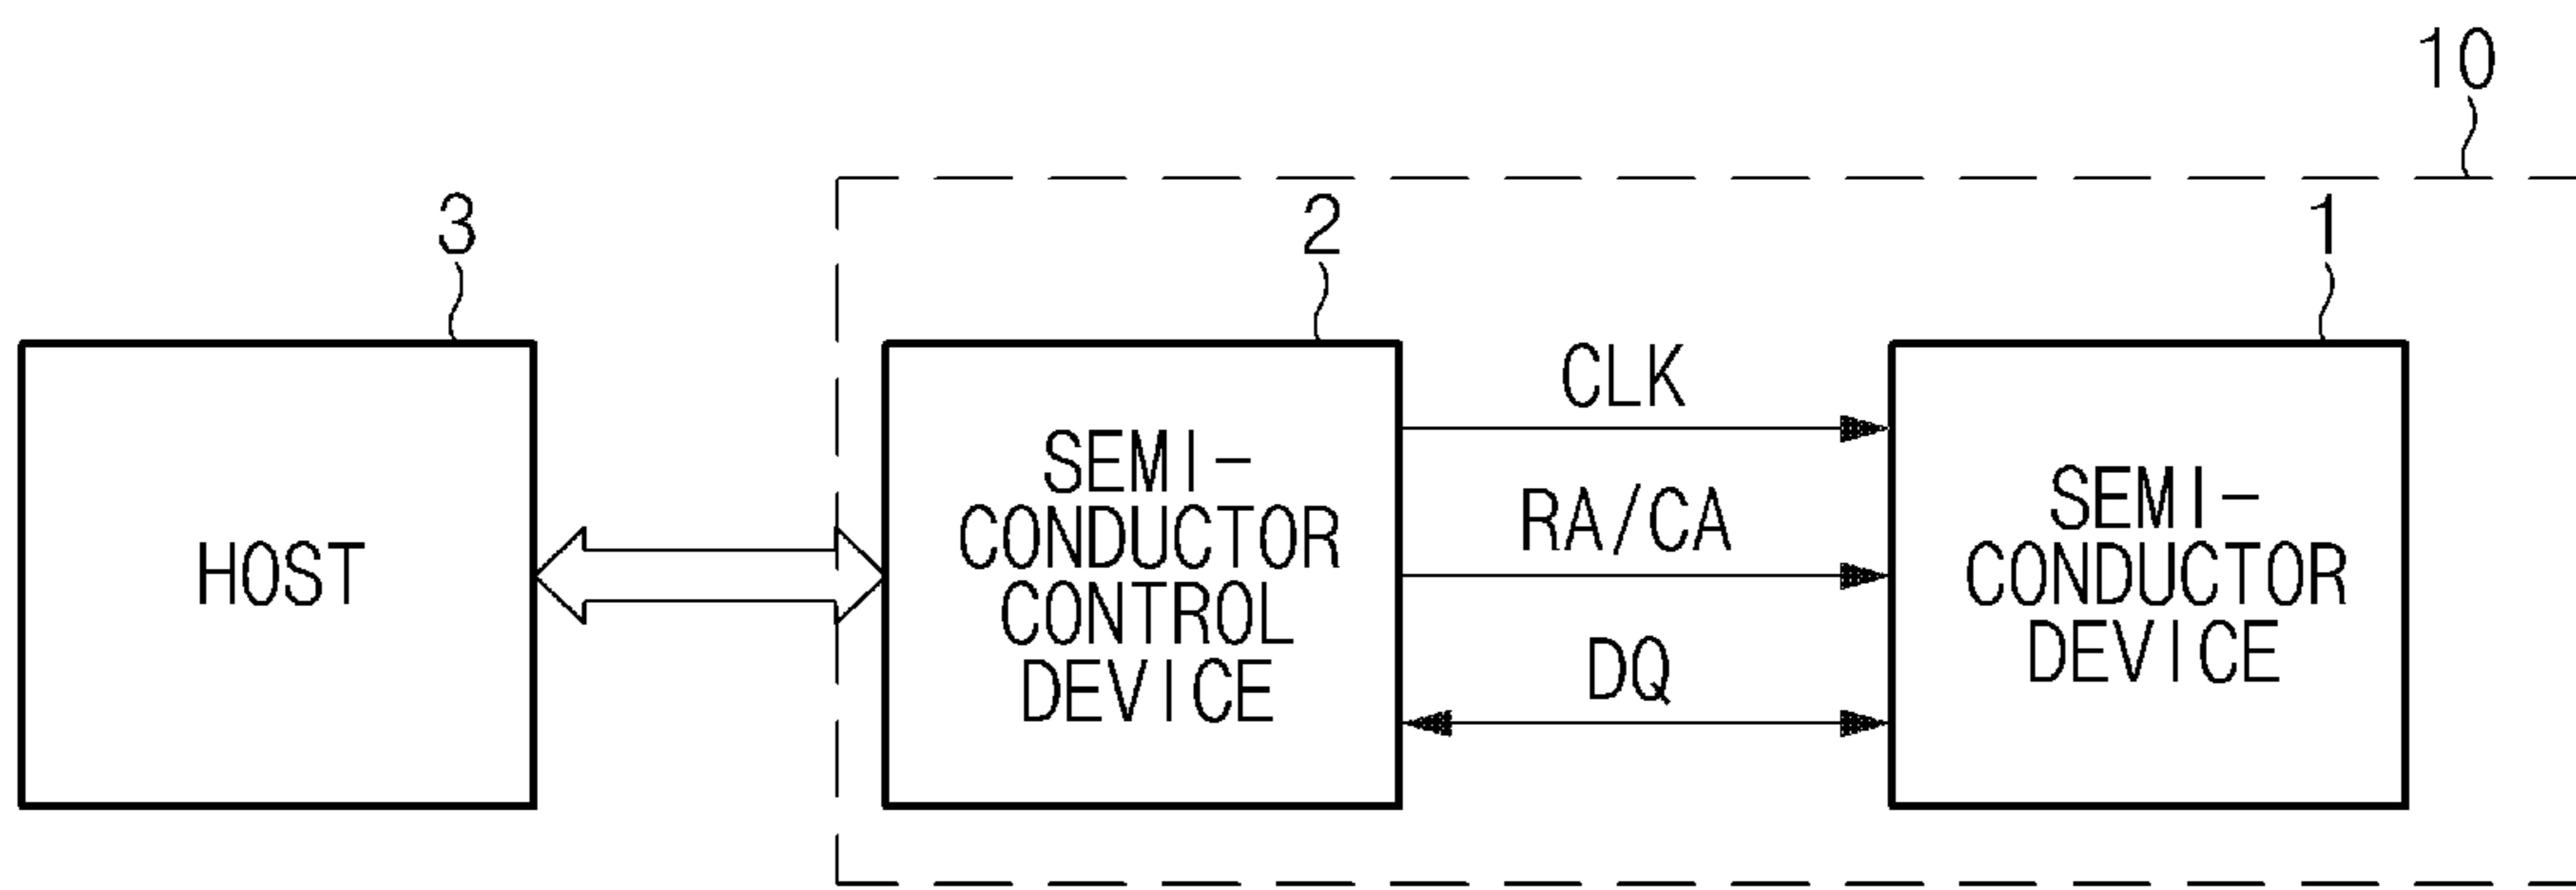 10
3
2
1
HOST
SEMI-
CONDUCTOR
CONTROL
DEVICE
CLK
RA/CA
DQ
SEMI-
CONDUCTOR
DEVICE